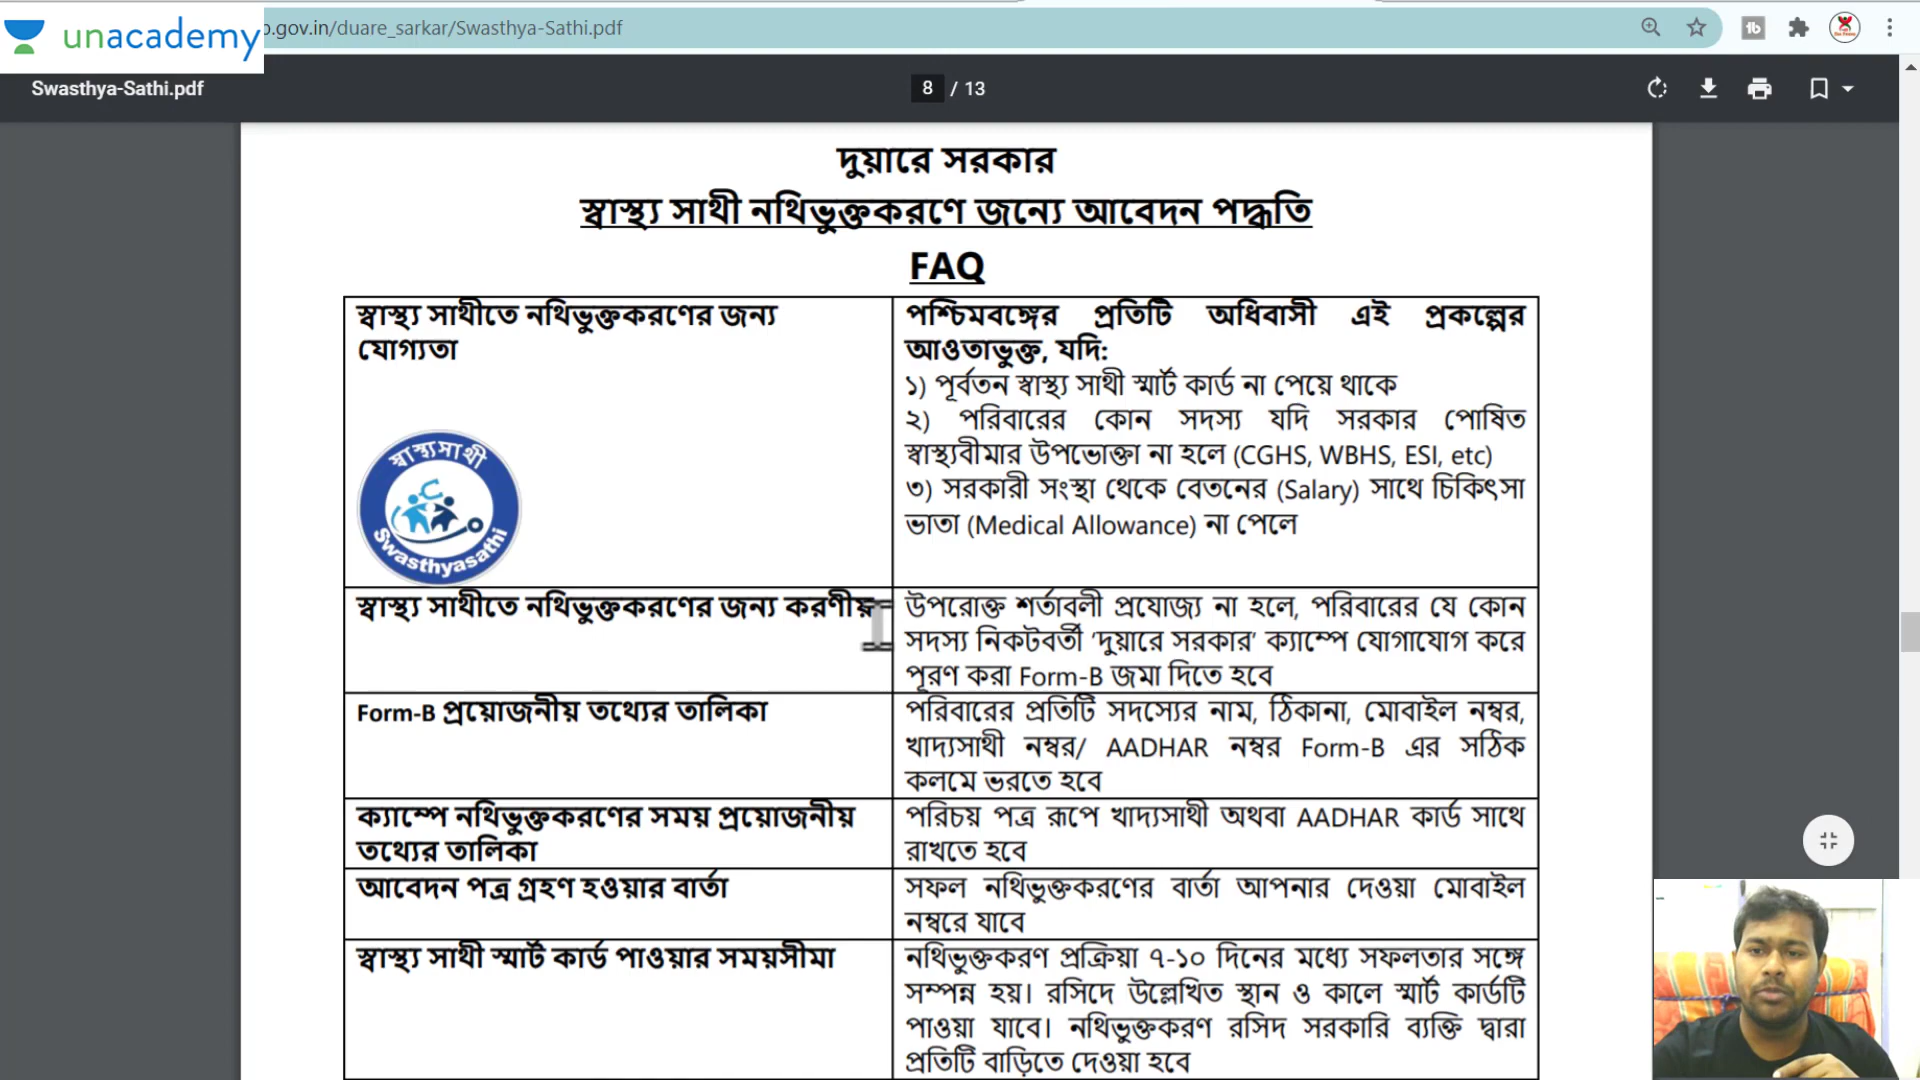 unacademy
o.gov.in/duare_sarkar/Swasthya-Sathi.pdf
Swasthya-Sathi.pdf
8 / 13
দুয়ারে সরকার
স্বাস্থ্য সাথী নথিভুক্তকরণে জন্যে আবেদন পদ্ধতি
FAQ
স্বাস্থ্য সাথীতে নথিভুক্তকরণের জন্য
যোগ্যতা
স্বাস্থ্যসাথী
Swasthyasathi
পশ্চিমবঙ্গের প্রতিটি অধিবাসী এই প্রকল্পের
আওতাভুক্ত, যদি:
১) পূর্বতন স্বাস্থ্য সাথী স্মার্ট কার্ড না পেয়ে থাকে
২) পরিবারের কোন সদস্য যদি সরকার পোষিত
স্বাস্থ্যবীমার উপভোক্তা না হলে (CGHS, WBHS, ESI, etc)
৩) সরকারী সংস্থা থেকে বেতনের (Salary) সাথে চিকিৎসা
ভাতা (Medical Allowance) না পেলে
স্বাস্থ্য সাথীতে নথিভুক্তকরণের জন্য করণীয়
উপরোক্ত শর্তাবলী প্রযোজ্য না হলে, পরিবারের যে কোন
সদস্য নিকটবর্তী ‘দুয়ারে সরকার’ ক্যাম্পে যোগাযোগ করে
পূরণ করা Form-B জমা দিতে হবে
Form-B প্রয়োজনীয় তথ্যের তালিকা
পরিবারের প্রতিটি সদস্যের নাম, ঠিকানা, মোবাইল নম্বর,
খাদ্যসাথী নম্বর/ AADHAR নম্বর Form-B এর সঠিক
কলমে ভরতে হবে
ক্যাম্পে নথিভুক্তকরণের সময় প্রয়োজনীয়
তথ্যের তালিকা
পরিচয় পত্র রূপে খাদ্যসাথী অথবা AADHAR কার্ড সাথে
রাখতে হবে
আবেদন পত্র গ্রহণ হওয়ার বার্তা
সফল নথিভুক্তকরণের বার্তা আপনার দেওয়া মোবাইল
নম্বরে যাবে
স্বাস্থ্য সাথী স্মার্ট কার্ড পাওয়ার সময়সীমা
নথিভুক্তকরণ প্রক্রিয়া ৭-১০ দিনের মধ্যে সফলতার সঙ্গে
সম্পন্ন হয়। রসিদে উল্লেখিত স্থান ও কালে স্মার্ট কার্ডটি
পাওয়া যাবে। নথিভুক্তকরণ রসিদ সরকারি ব্যক্তি দ্বারা
প্রতিটি বাড়িতে দেওয়া হবে